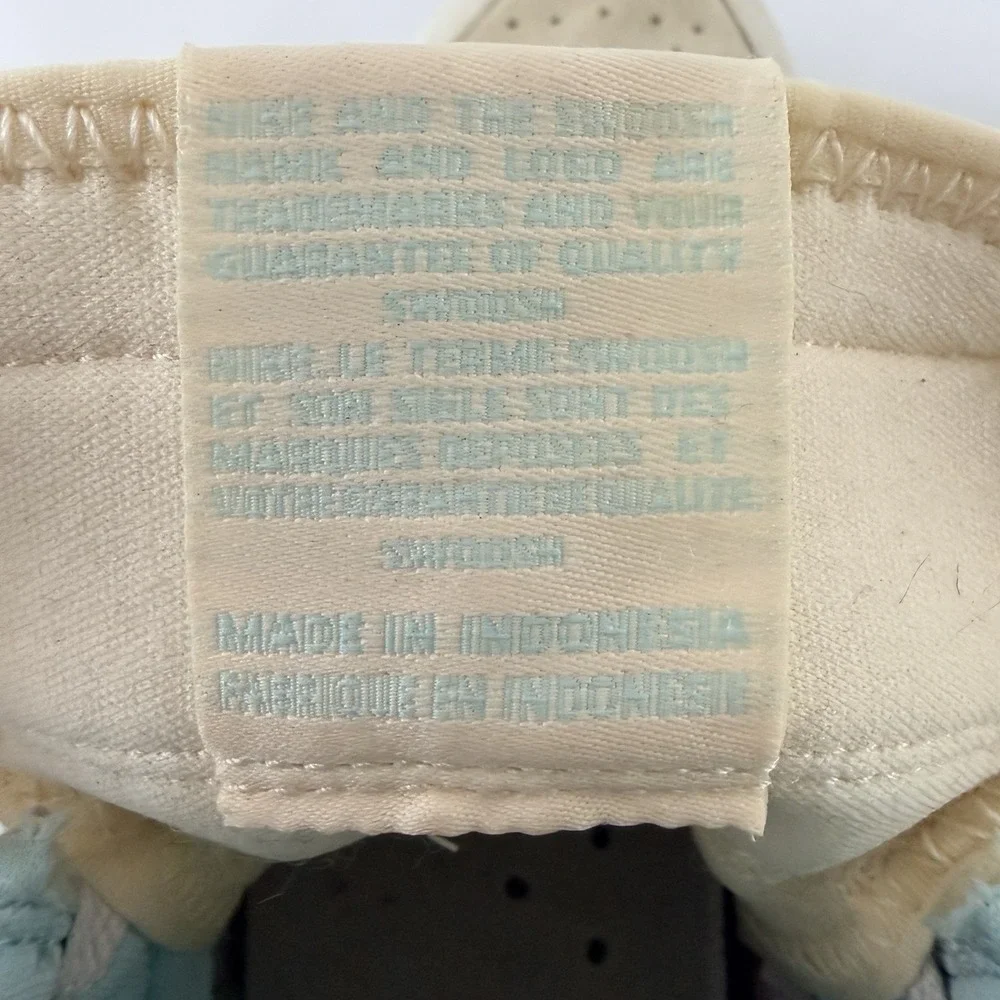 NIKE AND THE SWOOSH
NAME AND LOGO ARE
TRADEMARKS AND YOUR
GUARANTEE OF QUALITY
SWOOSH
NIKE, LE TERME SWOOSH
ET SON SIGLE SONT DES
MARQUES DEPOSEES ET
VOTRE GARANTIE DE QUALITE
SWOOSH
MADE IN INDONESIA
FABRIQUE EN INDONESIE